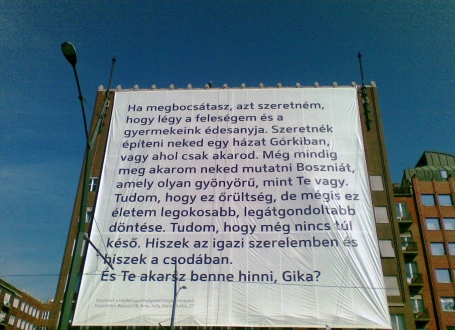 Ha megbocsátasz, azt szeretném,
hogy légy a feleségem és a
gyermekeink édesanyja. Szeretnék
építeni neked egy házat Górkiban,
vagy ahol csak akarod. Még mindig
meg akarom neked mutatni Boszniát,
amely olyan gyönyörű, mint Te vagy.
Tudom, hogy ez őrültség, de mégis ez
életem legokosabb, legátgondoltabb
döntése. Tudom, hogy még nincs túl
késő. Hiszek az igazi szerelemben és
hiszek a csodában.
És Te akarsz benne hinni, Gika?